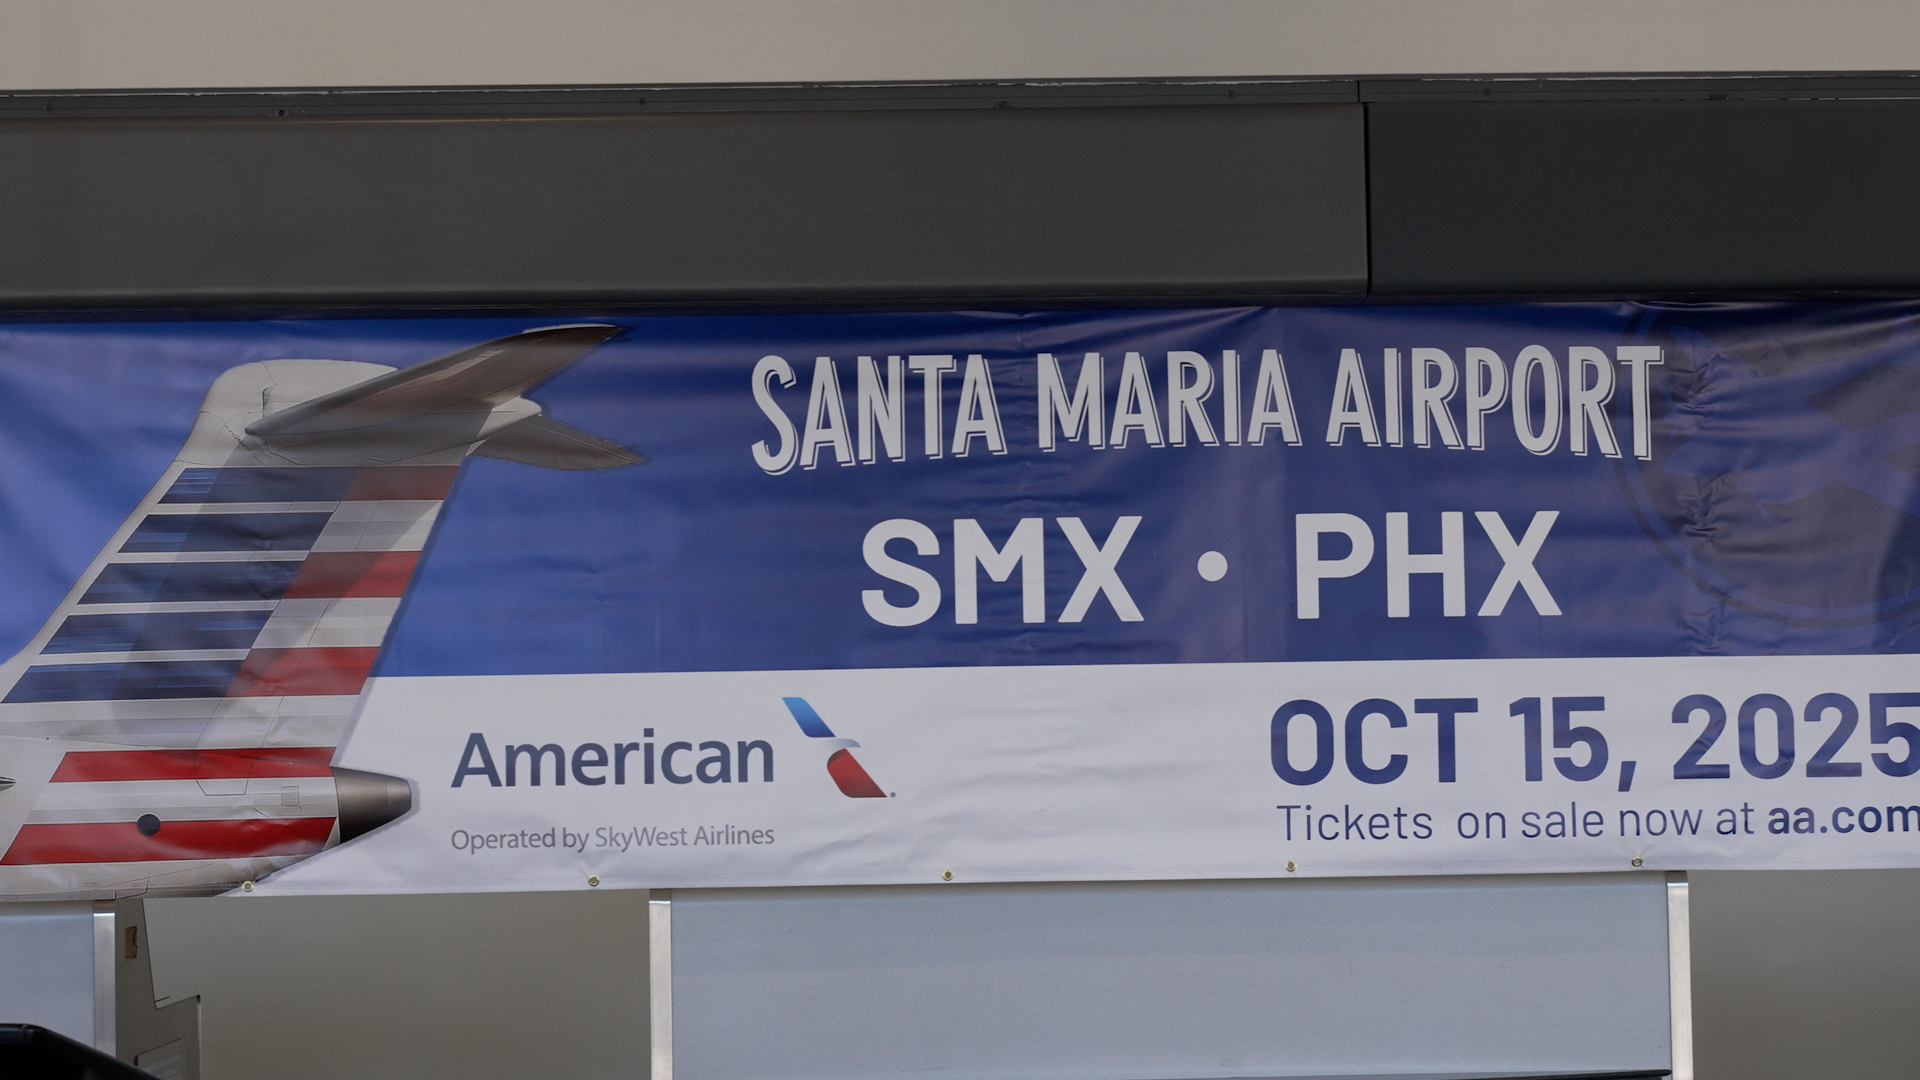 SANTA MARIA AIRPORT
SMX • PHX
American
Operated by SkyWest Airlines
OCT 15, 2025
Tickets on sale now at aa.com